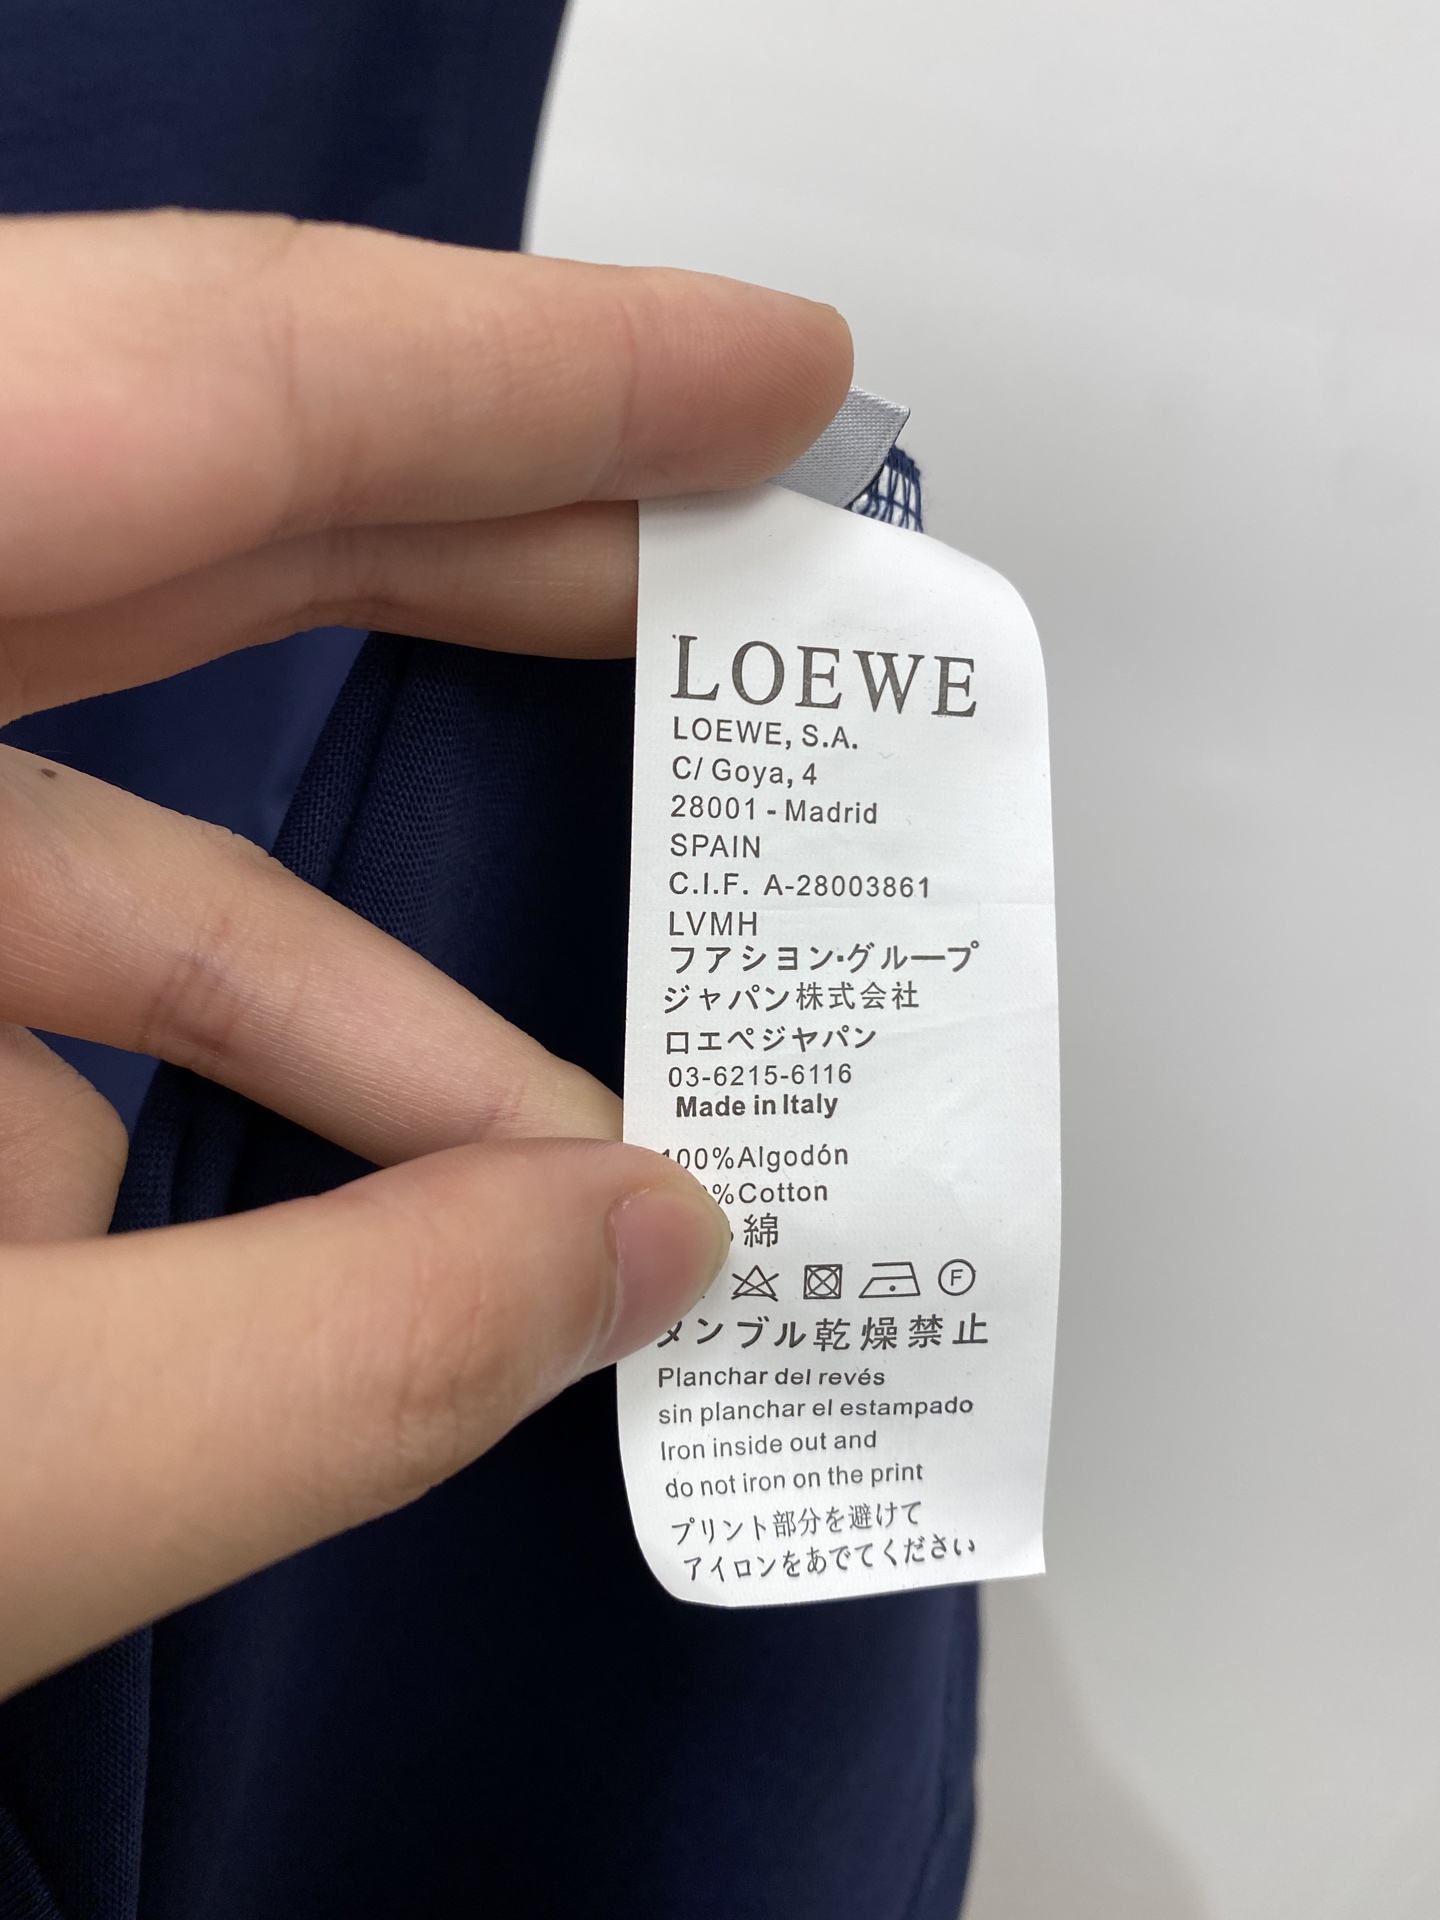 LOEWE
LOEWE, S.A.
C/ Goya, 4
28001 - Madrid
SPAIN
C.I.F. A-28003861
LVMH
フアシヨン·グループ
ジャパン株式会社
ロエペジヤパン
03-6215-6116
Made in Italy
100%Algodón
%Cotton
綿
F
タンブル乾燥禁止
Planchar del revés
sin planchar el estampado
Iron inside out and
do not iron on the print
プリント部分を避けて
アイロンをあでてください